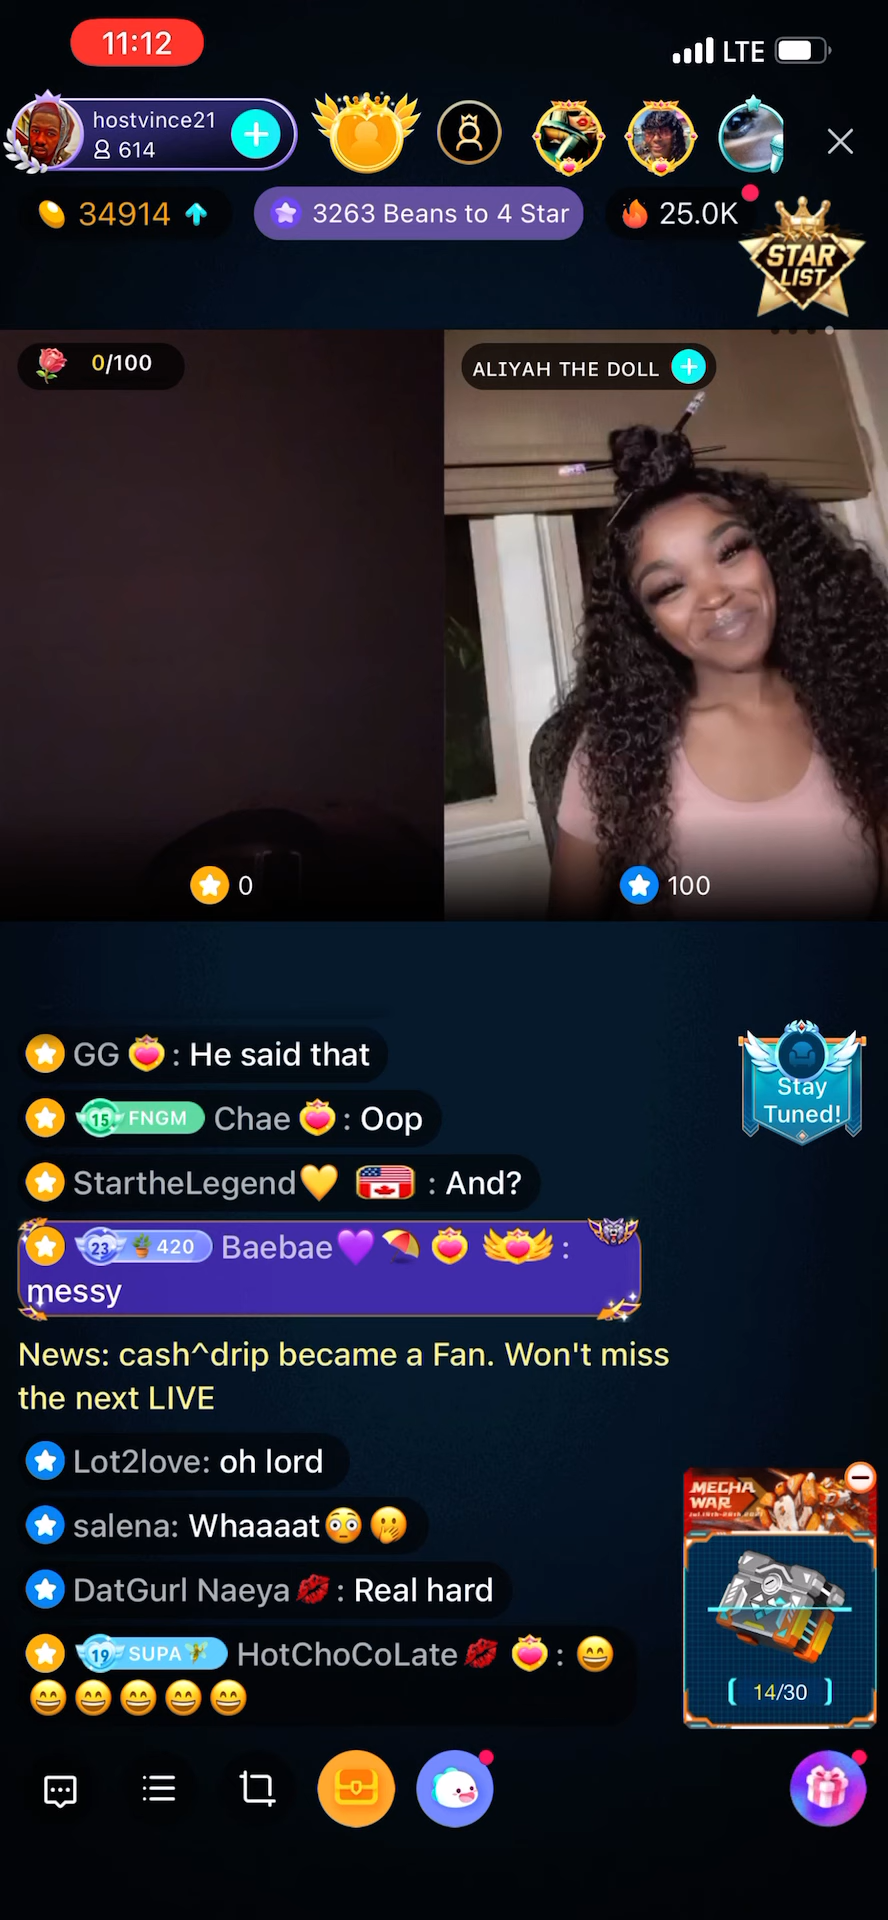 11:12
LTE
hostvince21
614
34914
3263 Beans to 4 Star
25.0K
STAR
LIST
0/100
ALIYAH THE DOLL
0
100
GG : He said that
15 FNGM Chae : Oop
StartheLegend💛 : And?
23 🪴 420 Baebae💜⛱️ :
messy
News: cash^drip became a Fan. Won't miss
the next LIVE
Lot2love: oh lord
salena: Whaaaat😳🫢
DatGurl Naeya💋: Real hard
19 SUPA HotChoCoLate💋 : 😄
😄😄😄😄😄
Stay
Tuned!
MECHA
WAR
14/30